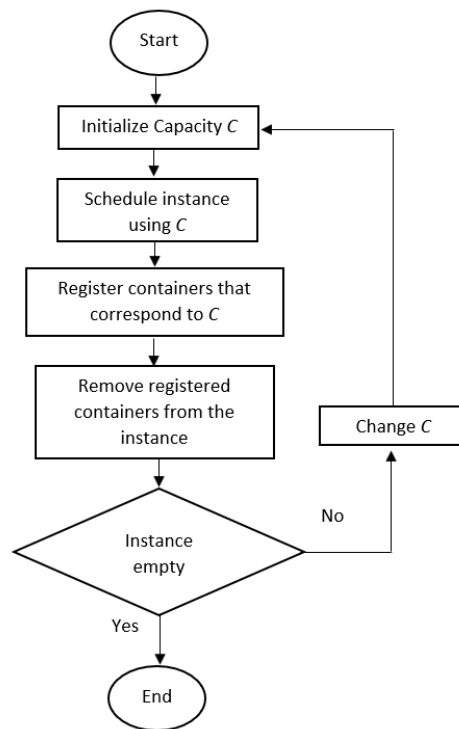 Start
Initialize Capacity C
Schedule instance
using C
Register containers that
correspond to C
Remove registered
containers from the
instance
Change C
No
Instance
empty
Yes
End